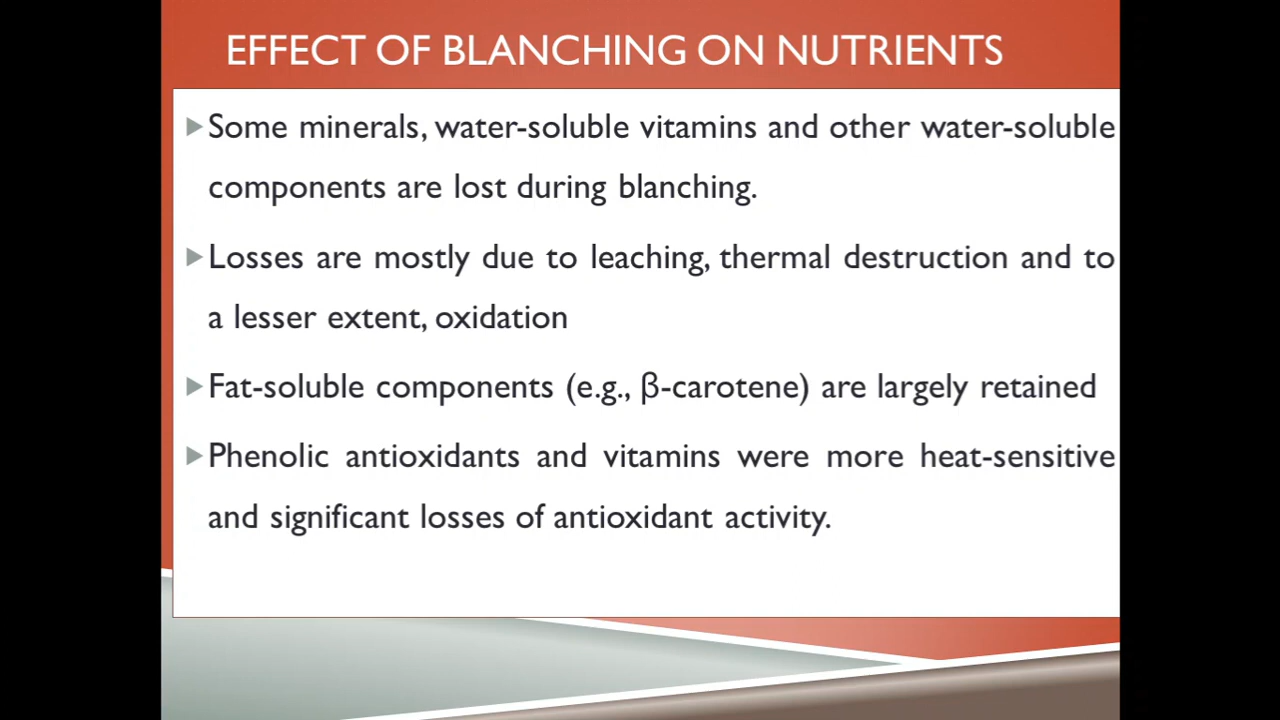 EFFECT OF BLANCHING ON NUTRIENTS
Some minerals, water-soluble vitamins and other water-soluble
components are lost during blanching.
Losses are mostly due to leaching, thermal destruction and to
a lesser extent, oxidation
Fat-soluble components (e.g., β-carotene) are largely retained
Phenolic antioxidants and vitamins were more heat-sensitive
and significant losses of antioxidant activity.